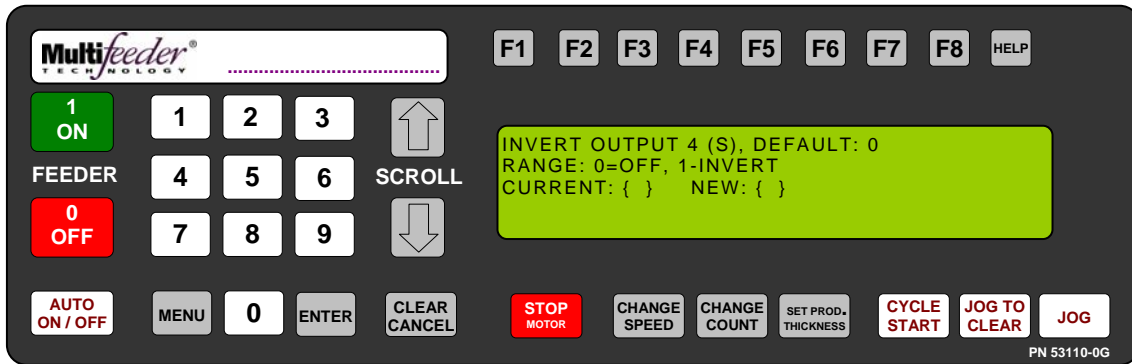 Multifeeder®
TECHNOLOGY
F1 F2 F3 F4 F5 F6 F7 F8 HELP
1
ON
FEEDER
0
OFF
1 2 3
4 5 6
7 8 9
SCROLL
INVERT OUTPUT 4 (S), DEFAULT: 0
RANGE: 0=OFF, 1-INVERT
CURRENT: { } NEW: { }
AUTO
ON / OFF
MENU 0 ENTER
CLEAR
CANCEL
STOP
MOTOR
CHANGE
SPEED
CHANGE
COUNT
SET PROD.
THICKNESS
CYCLE
START
JOG TO
CLEAR
JOG
PN 53110-0G